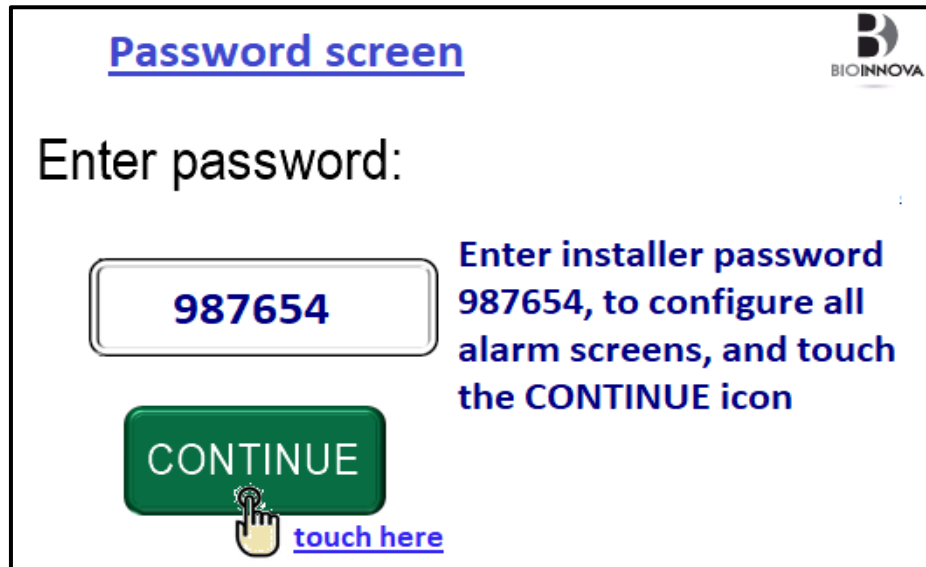 Password screen
BIOINNOVA
Enter password:
987654
Enter installer password
987654, to configure all
alarm screens, and touch
the CONTINUE icon
CONTINUE
touch here